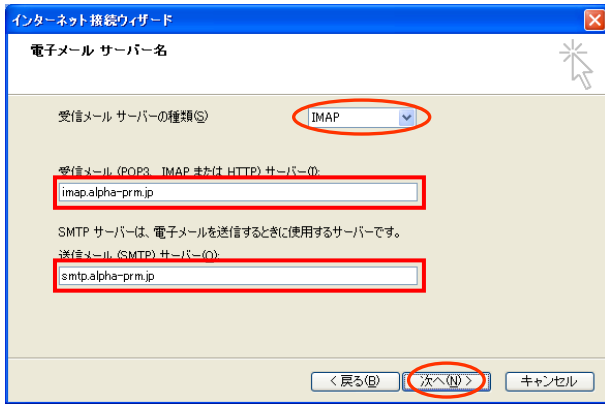 インターネット接続ウィザード
電子メール サーバー名
受信メール サーバーの種類(S)
IMAP
受信メール (POP3、IMAP または HTTP) サーバー(I):
imap.alpha-prm.jp
SMTP サーバーは、電子メールを送信するときに使用するサーバーです。
送信メール (SMTP) サーバー(O):
smtp.alpha-prm.jp
< 戻る(B) 次へ(N) > キャンセル